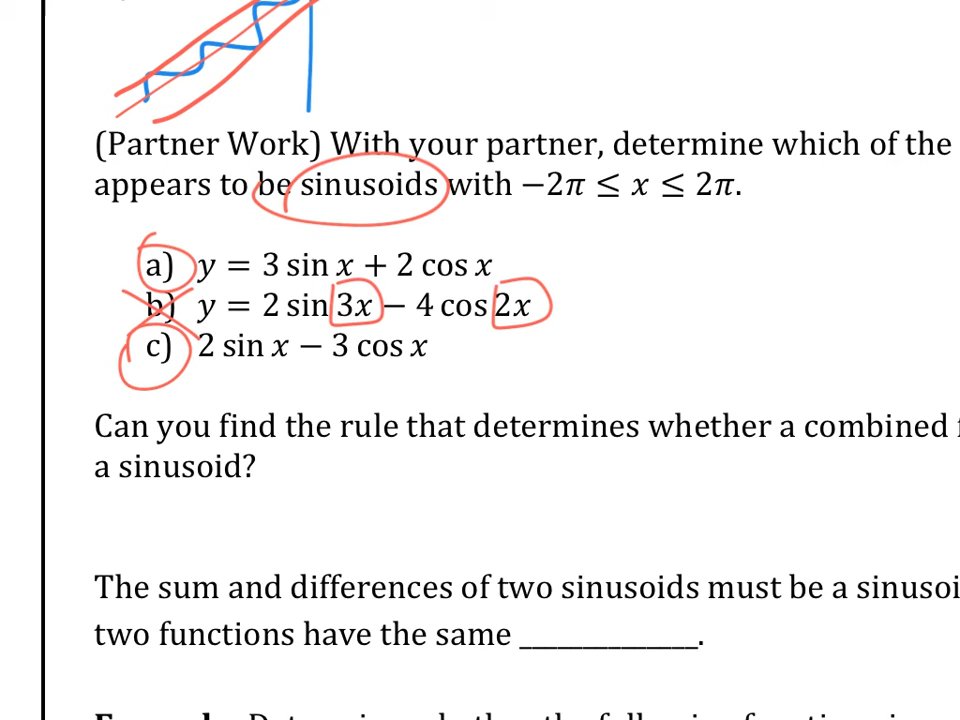 (Partner Work) With your partner, determine which of the
appears to be sinusoids with −2π ≤ x ≤ 2π.
a) y = 3 sin x + 2 cos x
b) y = 2 sin 3x − 4 cos 2x
c) 2 sin x − 3 cos x
Can you find the rule that determines whether a combined
a sinusoid?
The sum and differences of two sinusoids must be a sinusoi
two functions have the same _____________.